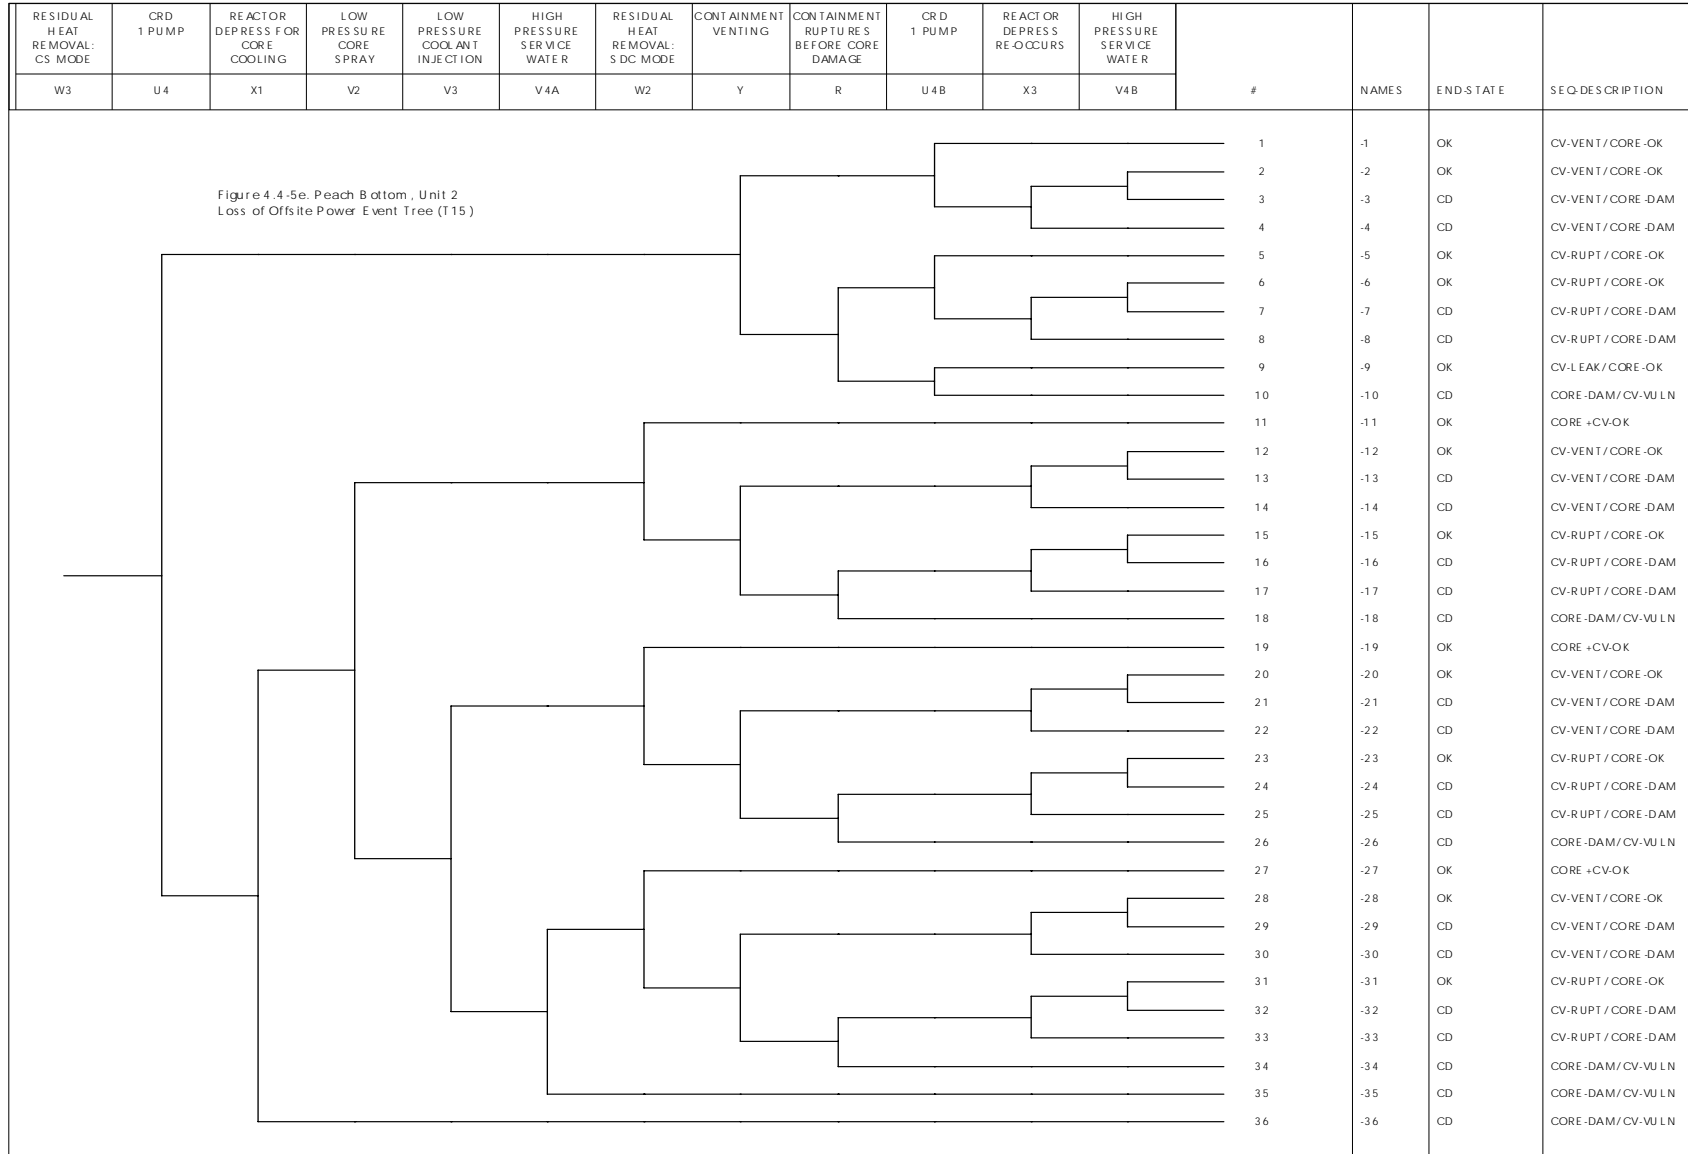 RESIDUAL HEAT REMOVAL: CS MODE
CRD 1 PUMP
REACTOR DEPRESS FOR CORE COOLING
LOW PRESSURE CORE SPRAY
LOW PRESSURE COOLANT INJECTION
HIGH PRESSURE SERVICE WATER
RESIDUAL HEAT REMOVAL: SDC MODE
CONTAINMENT VENTING
CONTAINMENT RUPTURES BEFORE CORE DAMAGE
CRD 1 PUMP
REACTOR DEPRESS RE-OCCURS
HIGH PRESSURE SERVICE WATER
W3 U4 X1 V2 V3 V4A W2 Y R U4B X3 V4B # NAMES END-STATE SEQ-DESCRIPTION
Figure 4.4-5e. Peach Bottom, Unit 2
Loss of Offsite Power Event Tree (T15)
1 -1 OK CV-VENT/CORE-OK
2 -2 OK CV-VENT/CORE-OK
3 -3 CD CV-VENT/CORE-DAM
4 -4 CD CV-VENT/CORE-DAM
5 -5 OK CV-RUPT/CORE-OK
6 -6 OK CV-RUPT/CORE-OK
7 -7 CD CV-RUPT/CORE-DAM
8 -8 CD CV-RUPT/CORE-DAM
9 -9 OK CV-LEAK/CORE-OK
10 -10 CD CORE-DAM/CV-VULN
11 -11 OK CORE+CV-OK
12 -12 OK CV-VENT/CORE-OK
13 -13 CD CV-VENT/CORE-DAM
14 -14 CD CV-VENT/CORE-DAM
15 -15 OK CV-RUPT/CORE-OK
16 -16 CD CV-RUPT/CORE-DAM
17 -17 CD CV-RUPT/CORE-DAM
18 -18 CD CORE-DAM/CV-VULN
19 -19 OK CORE+CV-OK
20 -20 OK CV-VENT/CORE-OK
21 -21 CD CV-VENT/CORE-DAM
22 -22 CD CV-VENT/CORE-DAM
23 -23 OK CV-RUPT/CORE-OK
24 -24 CD CV-RUPT/CORE-DAM
25 -25 CD CV-RUPT/CORE-DAM
26 -26 CD CORE-DAM/CV-VULN
27 -27 OK CORE+CV-OK
28 -28 OK CV-VENT/CORE-OK
29 -29 CD CV-VENT/CORE-DAM
30 -30 CD CV-VENT/CORE-DAM
31 -31 OK CV-RUPT/CORE-OK
32 -32 CD CV-RUPT/CORE-DAM
33 -33 CD CV-RUPT/CORE-DAM
34 -34 CD CORE-DAM/CV-VULN
35 -35 CD CORE-DAM/CV-VULN
36 -36 CD CORE-DAM/CV-VULN